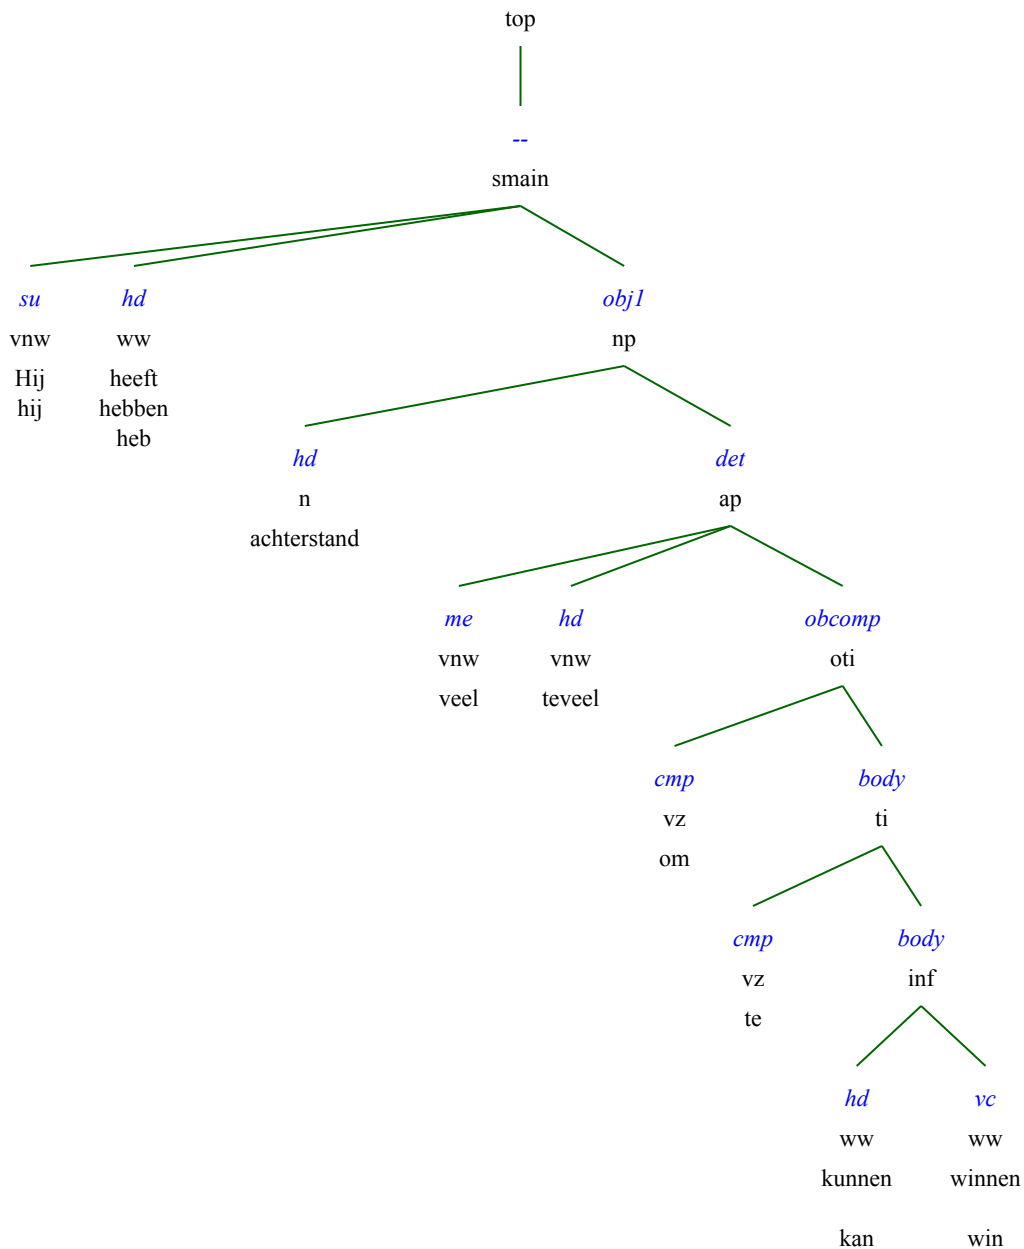 top
--
smain
su hd obj1
vnw ww np
Hij heeft
hij hebben
heb
hd det
n ap
achterstand
me hd obcomp
vnw vnw oti
veel teveel
cmp body
vz ti
om
cmp body
vz inf
te
hd vc
ww ww
kunnen winnen
kan win